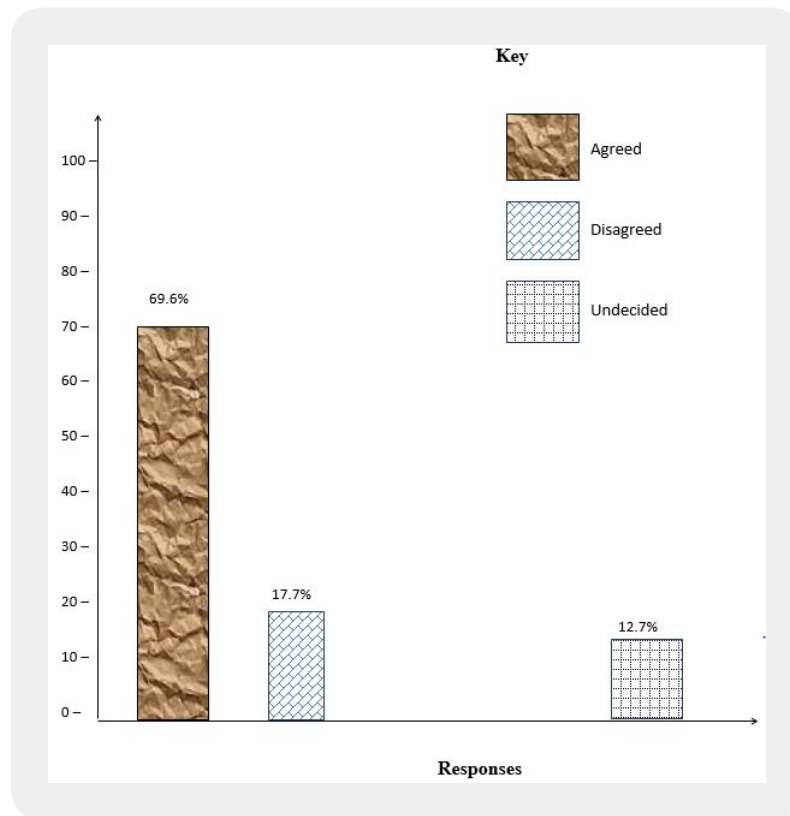 Key
Agreed
Disagreed
Undecided
100 –
90 –
80 –
69.6%
70 –
60 –
50 –
40 –
30 –
20 –
17.7%
12.7%
10 –
0 –
Responses